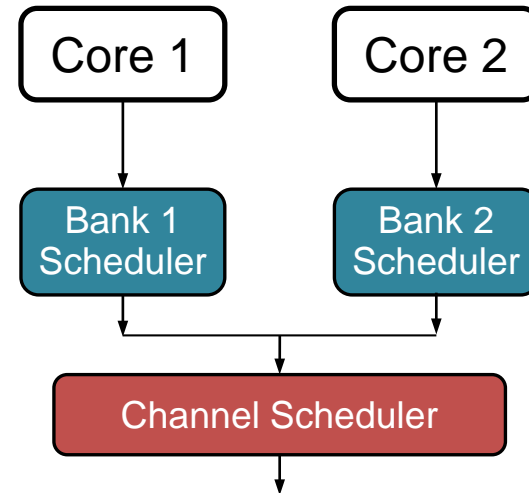 Core 1
Core 2
Bank 1
Scheduler
Bank 2
Scheduler
Channel Scheduler